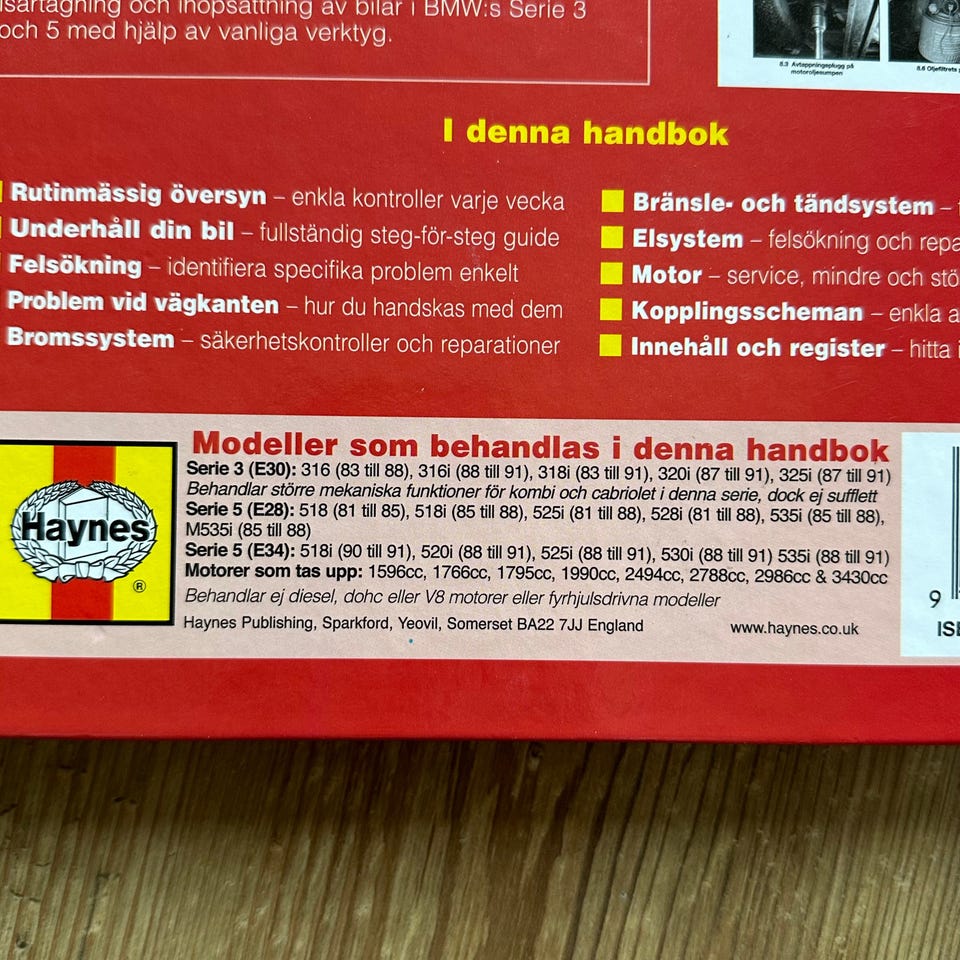 isärtagning och ihopsättning av bilar i BMW:s Serie 3
och 5 med hjälp av vanliga verktyg.
8.3 Avtappningsplugg på
motoroljesumpen
8.6 Oljefiltrets
I denna handbok
Rutinmässig översyn – enkla kontroller varje vecka
Underhåll din bil – fullständig steg-för-steg guide
Felsökning – identifiera specifika problem enkelt
Problem vid vägkanten – hur du handskas med dem
Bromssystem – säkerhetskontroller och reparationer
Bränsle- och tändsystem –
Elsystem – felsökning och repa
Motor – service, mindre och stö
Kopplingsscheman – enkla a
Innehåll och register – hitta i
Modeller som behandlas i denna handbok
Serie 3 (E30): 316 (83 till 88), 316i (88 till 91), 318i (83 till 91), 320i (87 till 91), 325i (87 till 91)
Behandlar större mekaniska funktioner för kombi och cabriolet i denna serie, dock ej sufflett
Serie 5 (E28): 518 (81 till 85), 518i (85 till 88), 525i (81 till 88), 528i (81 till 88), 535i (85 till 88),
M535i (85 till 88)
Serie 5 (E34): 518i (90 till 91), 520i (88 till 91), 525i (88 till 91), 530i (88 till 91) 535i (88 till 91)
Motorer som tas upp: 1596cc, 1766cc, 1795cc, 1990cc, 2494cc, 2788cc, 2986cc & 3430cc
Behandlar ej diesel, dohc eller V8 motorer eller fyrhjulsdrivna modeller
Haynes Publishing, Sparkford, Yeovil, Somerset BA22 7JJ England
www.haynes.co.uk
Haynes
®
9
ISB